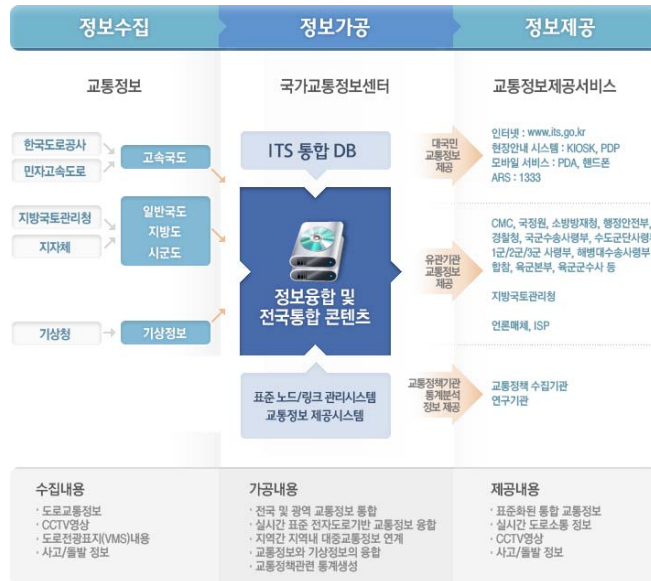 정보수집
정보가공
정보제공
교통정보
국가교통정보센터
교통정보제공서비스
한국도로공사
민자고속도로
고속국도
지방국토관리청
지자체
일반국도
지방도
시군도
기상청
기상정보
ITS 통합 DB
정보융합 및
전국통합 콘텐츠
표준 노드/링크 관리시스템
교통정보 제공시스템
대국민
교통정보
제공
인터넷 : www.its.go.kr
현장안내 시스템 : KIOSK, PDP
모바일 서비스 : PDA, 핸드폰
ARS : 1333
유관기관
교통정보
제공
CMC, 국정원, 소방방재청, 행정안전부,
경찰청, 국군수송사령부, 수도군단사령부
1군/2군/3군 사령부, 해병대수송사령부
합참, 육군본부, 육군군수사 등
지방국토관리청
언론매체, ISP
교통정책기관
통계분석
정보 제공
교통정책 수집기관
연구기관
수집내용
· 도로교통정보
· CCTV영상
· 도로전광표지(VMS)내용
· 사고/돌발 정보
가공내용
· 전국 및 광역 교통정보 통합
· 실시간 표준 전자도로기반 교통정보 융합
· 지역간 지역내 대중교통정보 연계
· 교통정보와 기상정보의 융합
· 교통정책관련 통계생성
제공내용
· 표준화된 통합 교통정보
· 실시간 도로소통 정보
· CCTV영상
· 사고/돌발 정보